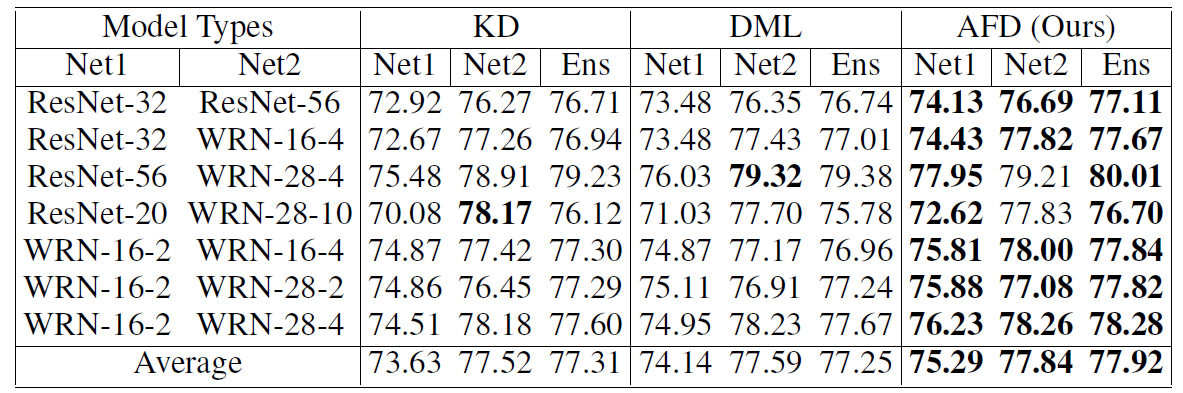 Model Types KD DML AFD (Ours)
Net1 Net2 Net1 Net2 Ens Net1 Net2 Ens Net1 Net2 Ens
ResNet-32 ResNet-56 72.92 76.27 76.71 73.48 76.35 76.74 74.13 76.69 77.11
ResNet-32 WRN-16-4 72.67 77.26 76.94 73.48 77.43 77.01 74.43 77.82 77.67
ResNet-56 WRN-28-4 75.48 78.91 79.23 76.03 79.32 79.38 77.95 79.21 80.01
ResNet-20 WRN-28-10 70.08 78.17 76.12 71.03 77.70 75.78 72.62 77.83 76.70
WRN-16-2 WRN-16-4 74.87 77.42 77.30 74.87 77.17 76.96 75.81 78.00 77.84
WRN-16-2 WRN-28-2 74.86 76.45 77.29 75.11 76.91 77.24 75.88 77.08 77.82
WRN-16-2 WRN-28-4 74.51 78.18 77.60 74.95 78.23 77.67 76.23 78.26 78.28
Average 73.63 77.52 77.31 74.14 77.59 77.25 75.29 77.84 77.92